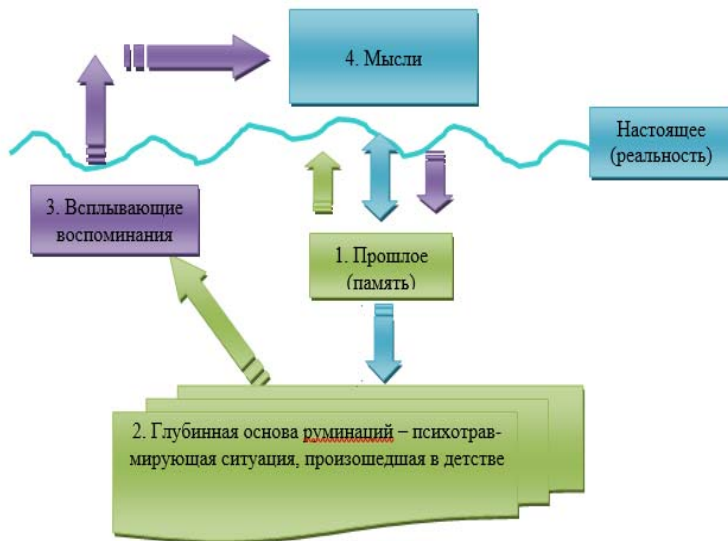 4. Мысли
Настоящее
(реальность)
3. Всплывающие
воспоминания
1. Прошлое
(память)
2. Глубинная основа руминаций – психотрав-
мирующая ситуация, произошедшая в детстве